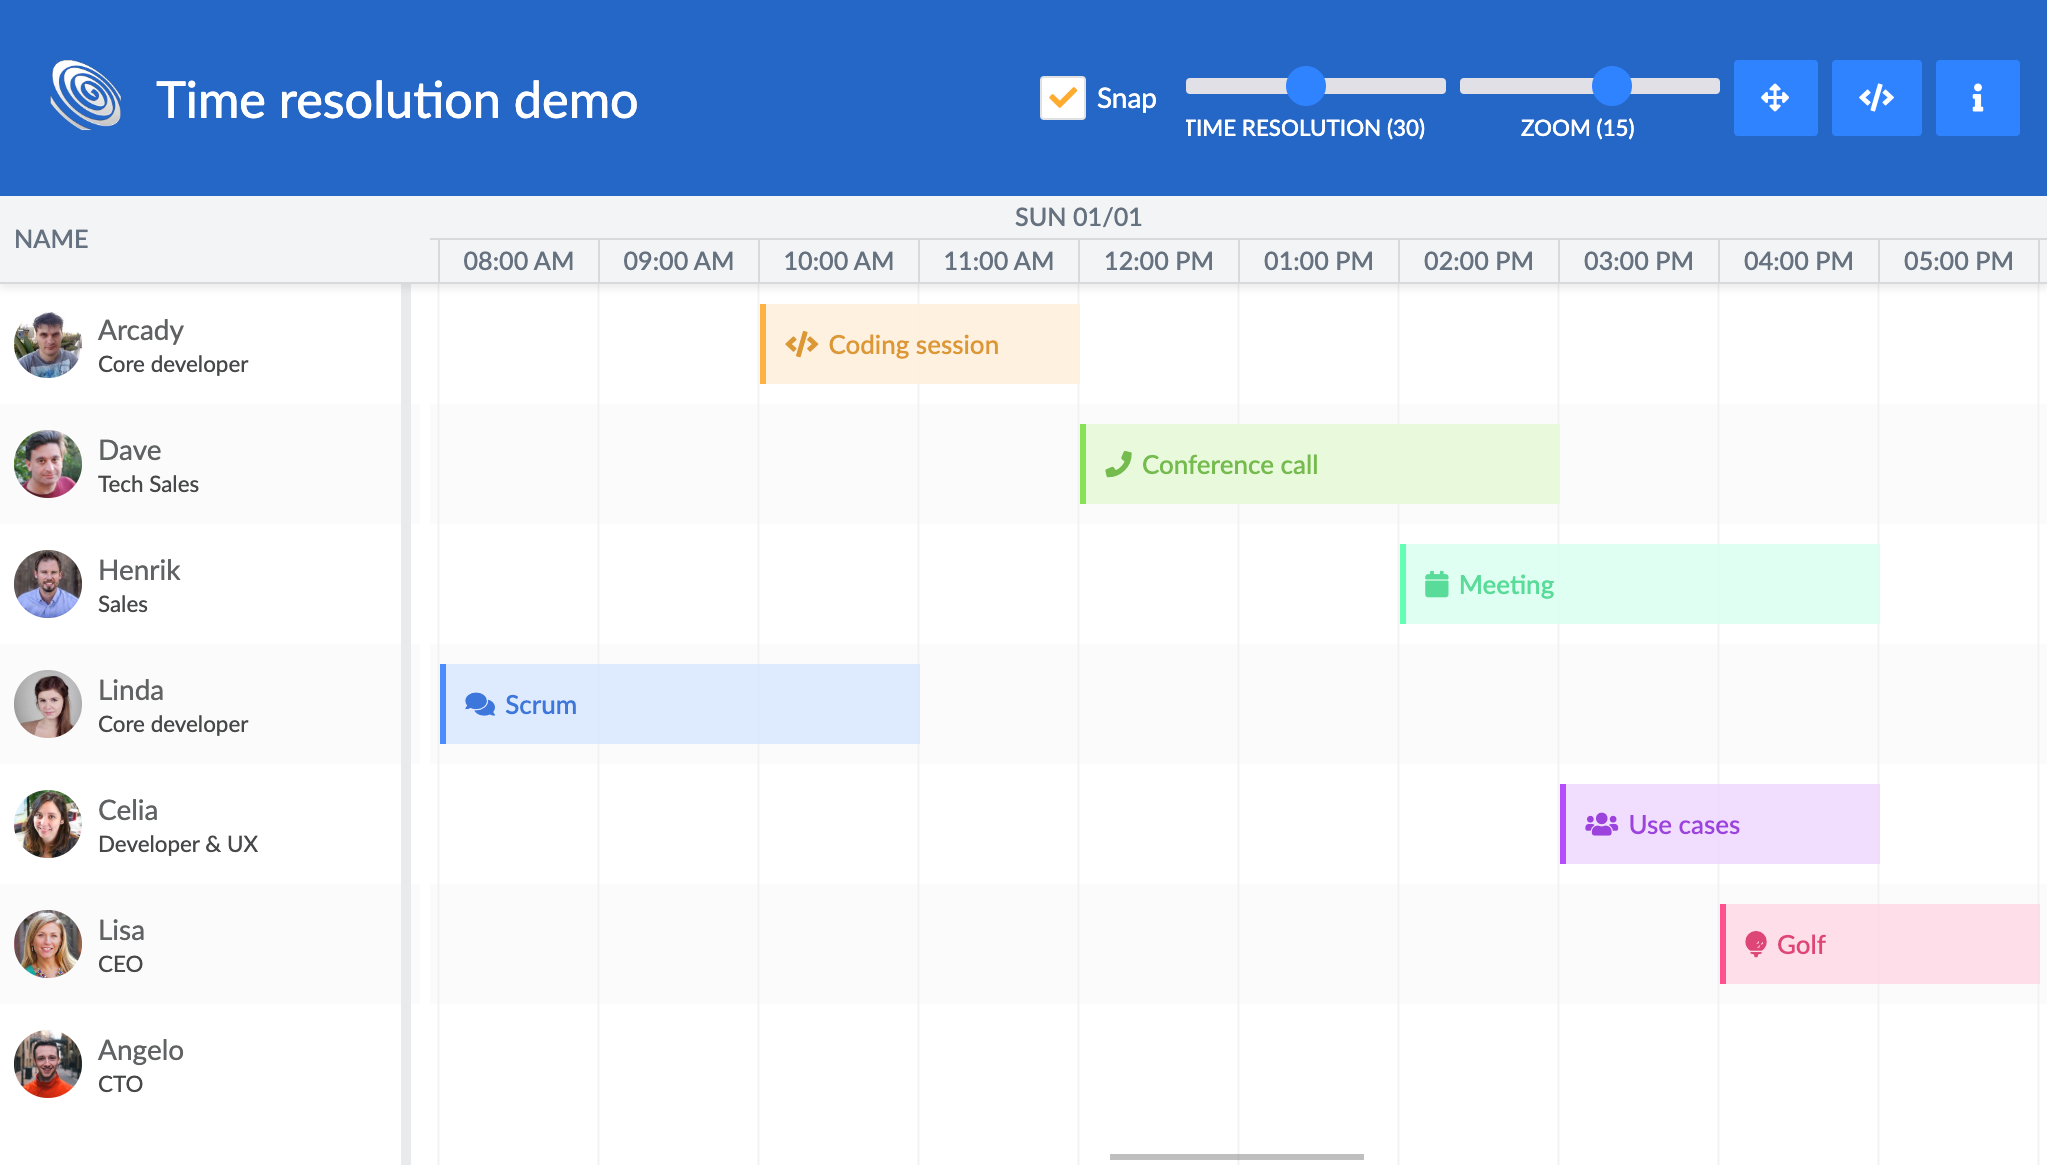 Time resolution demo
Snap
TIME RESOLUTION (30)
ZOOM (15)
NAME
SUN 01/01
08:00 AM 09:00 AM 10:00 AM 11:00 AM 12:00 PM 01:00 PM 02:00 PM 03:00 PM 04:00 PM 05:00 PM
Arcady
Core developer
Coding session
Dave
Tech Sales
Conference call
Henrik
Sales
Meeting
Linda
Core developer
Scrum
Celia
Developer & UX
Use cases
Lisa
CEO
Golf
Angelo
CTO